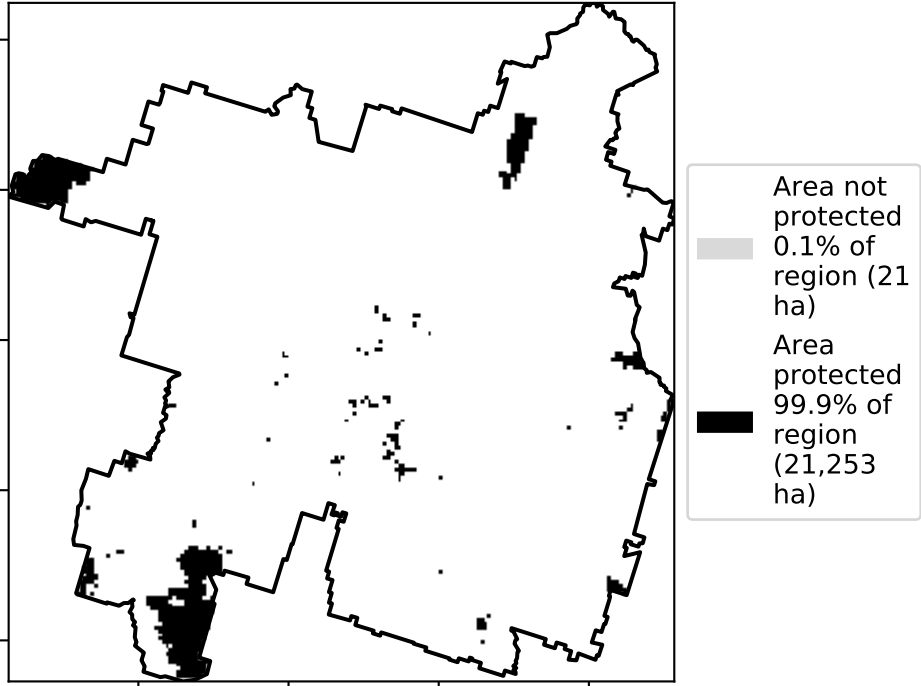 Area not
protected
0.1% of
region (21
ha)
Area
protected
99.9% of
region
(21,253
ha)